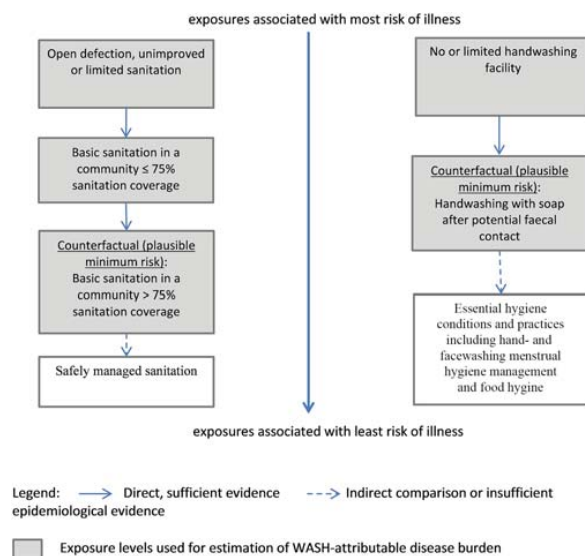 exposures associated with most risk of illness
Open defection, unimproved
or limited sanitation
Basic sanitation in a
community ≤ 75%
sanitation coverage
Counterfactual (plausible
minimum risk):
Basic sanitation in a
community > 75%
sanitation coverage
Safely managed sanitation
No or limited handwashing
facility
Counterfactual (plausible
minimum risk):
Handwashing with soap
after potential faecal
contact
Essential hygiene
conditions and practices
including hand- and
facewashing menstrual
hygiene management
and food hygine
exposures associated with least risk of illness
Legend: Direct, sufficient evidence Indirect comparison or insufficient
epidemiological evidence
Exposure levels used for estimation of WASH-attributable disease burden